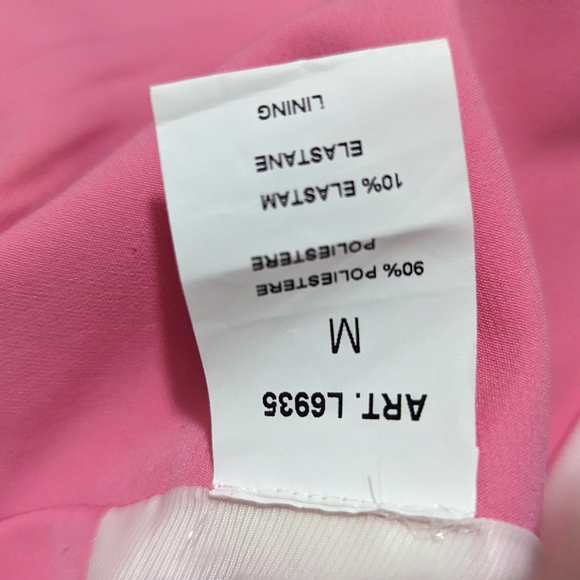 ART. L6935
M
90% POLIESTERE
POLIESTERE
10% ELASTAM
ELASTANE
LINING